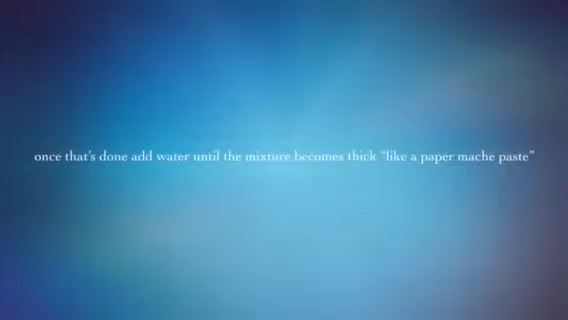 once that's done add water until the mixture becomes thick “like a paper mache paste”